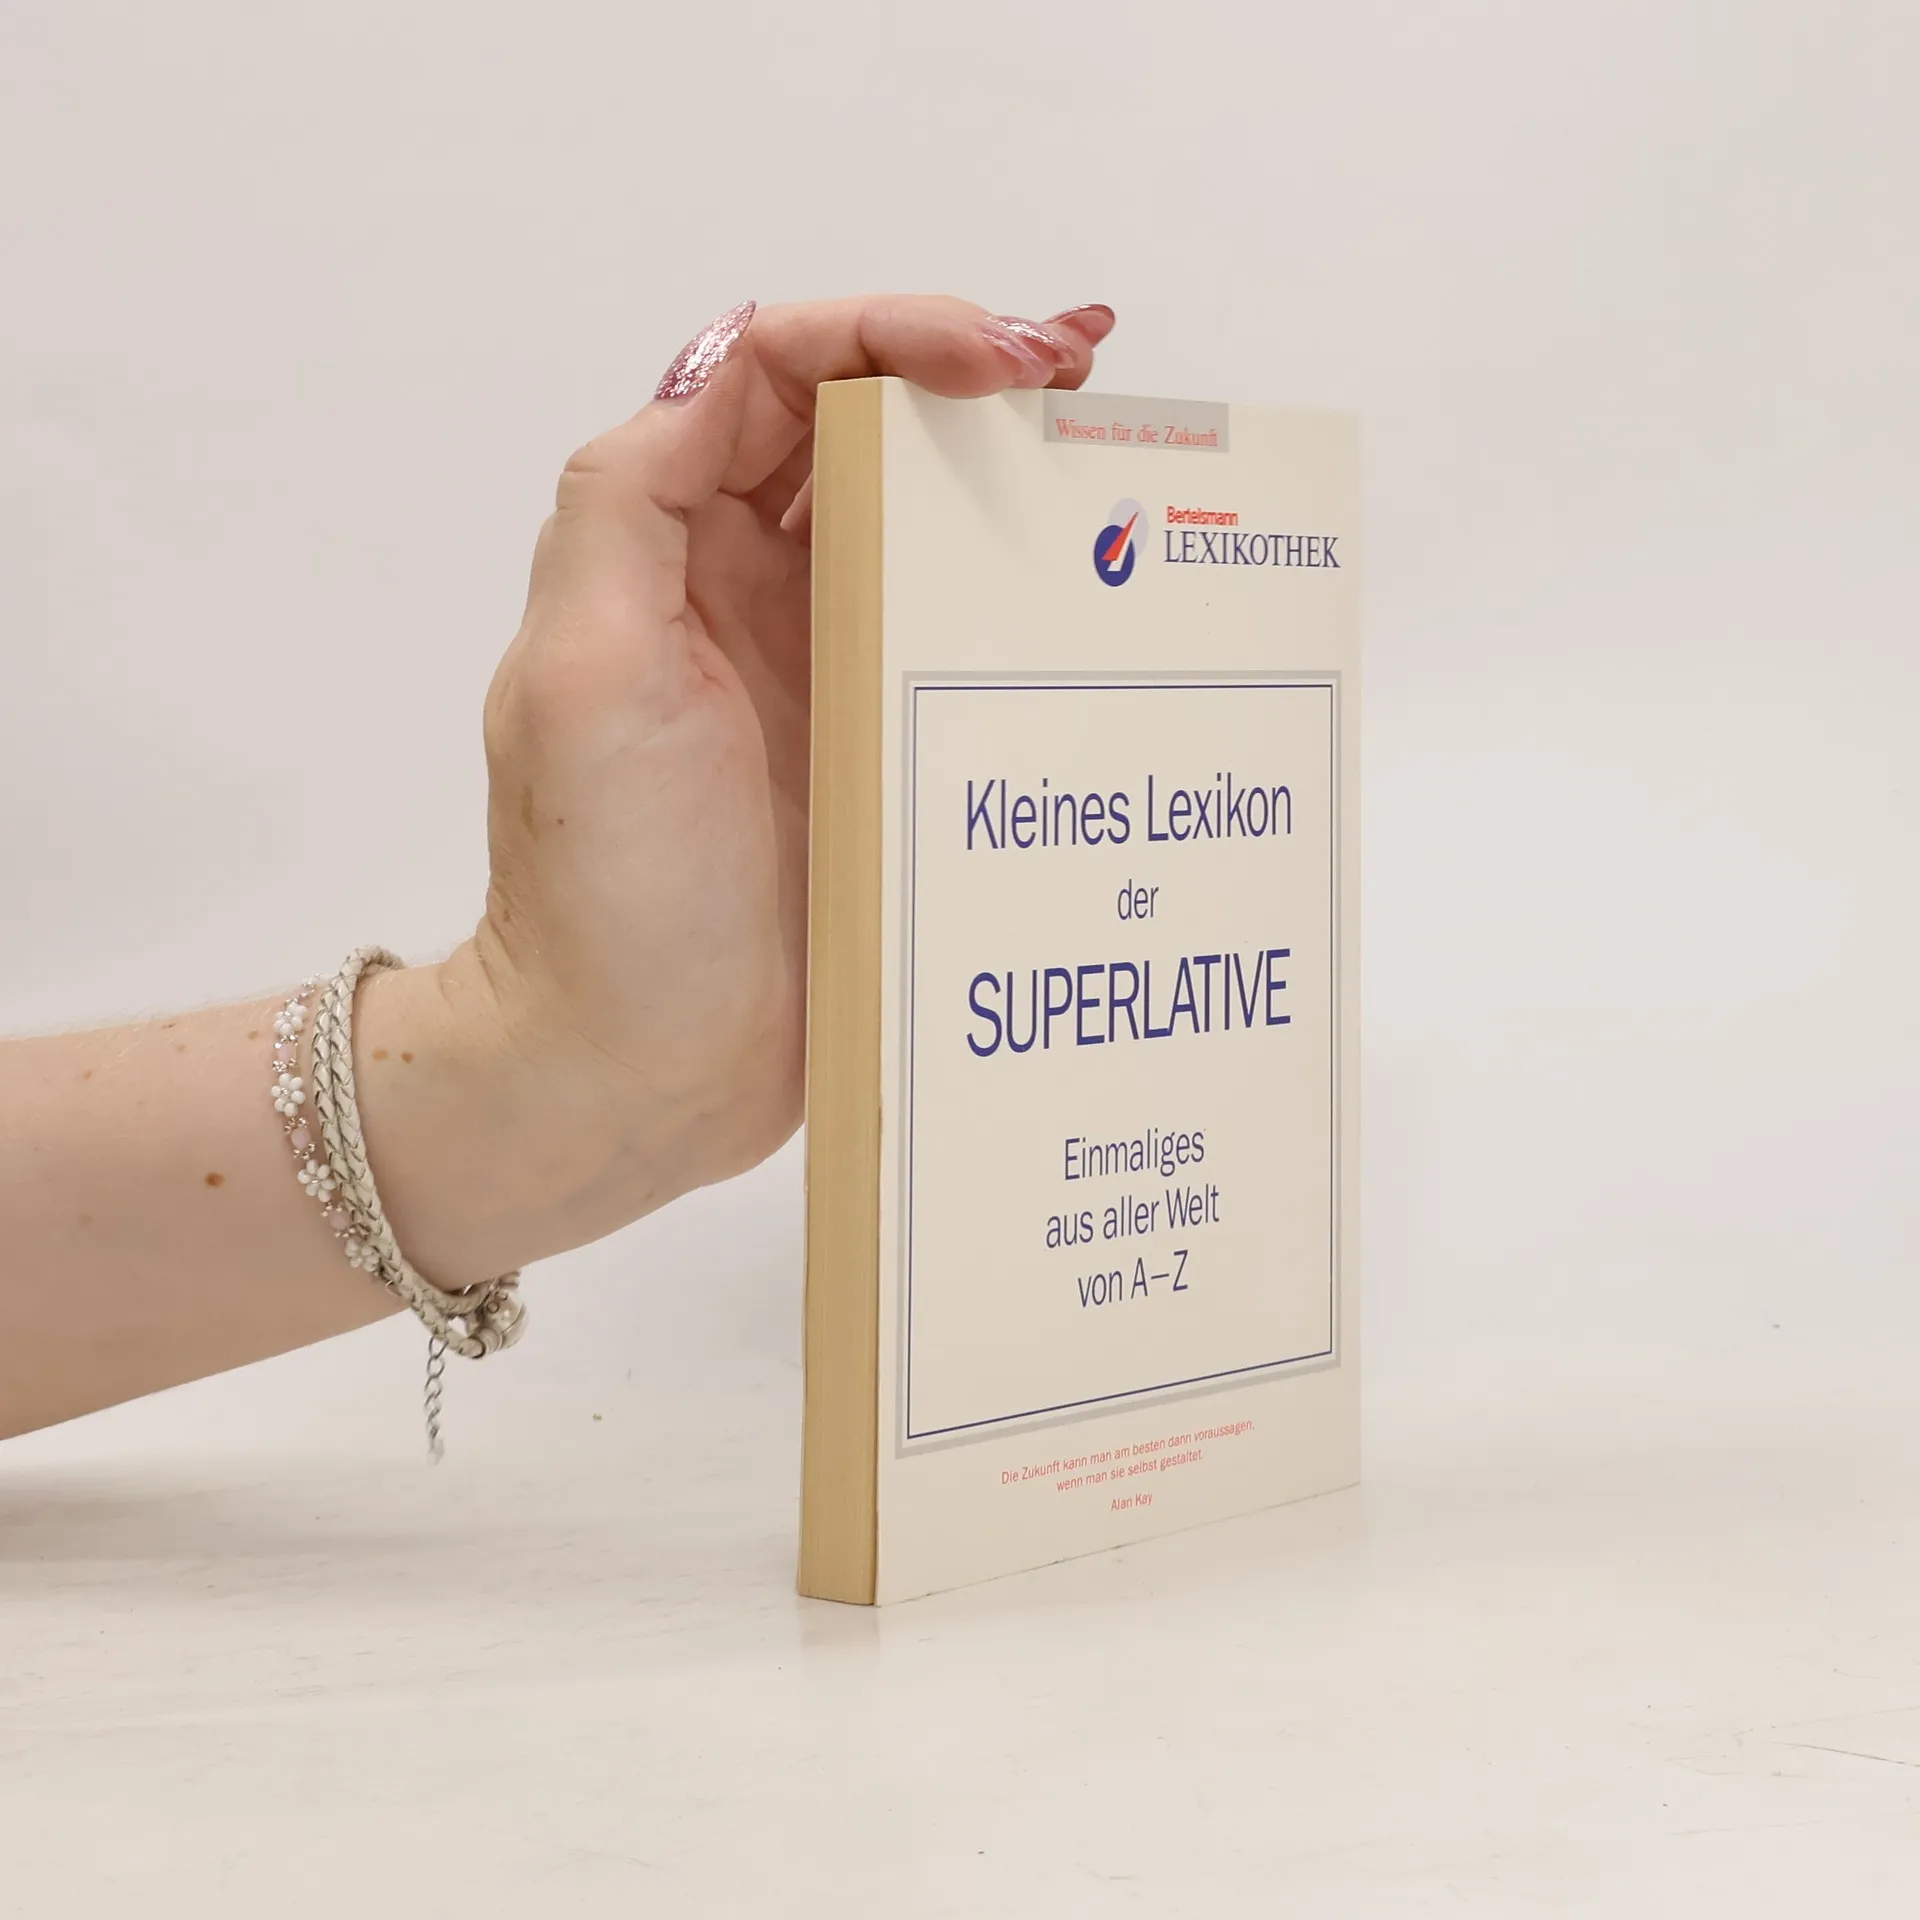 Wissen für die Zukunft
Bertelsmann
LEXIKOTHEK
Kleines Lexikon
der
SUPERLATIVE
Einmaliges
aus aller Welt
von A–Z
Die Zukunft kann man am besten dann voraussagen,
wenn man sie selbst gestaltet.
Alan Kay